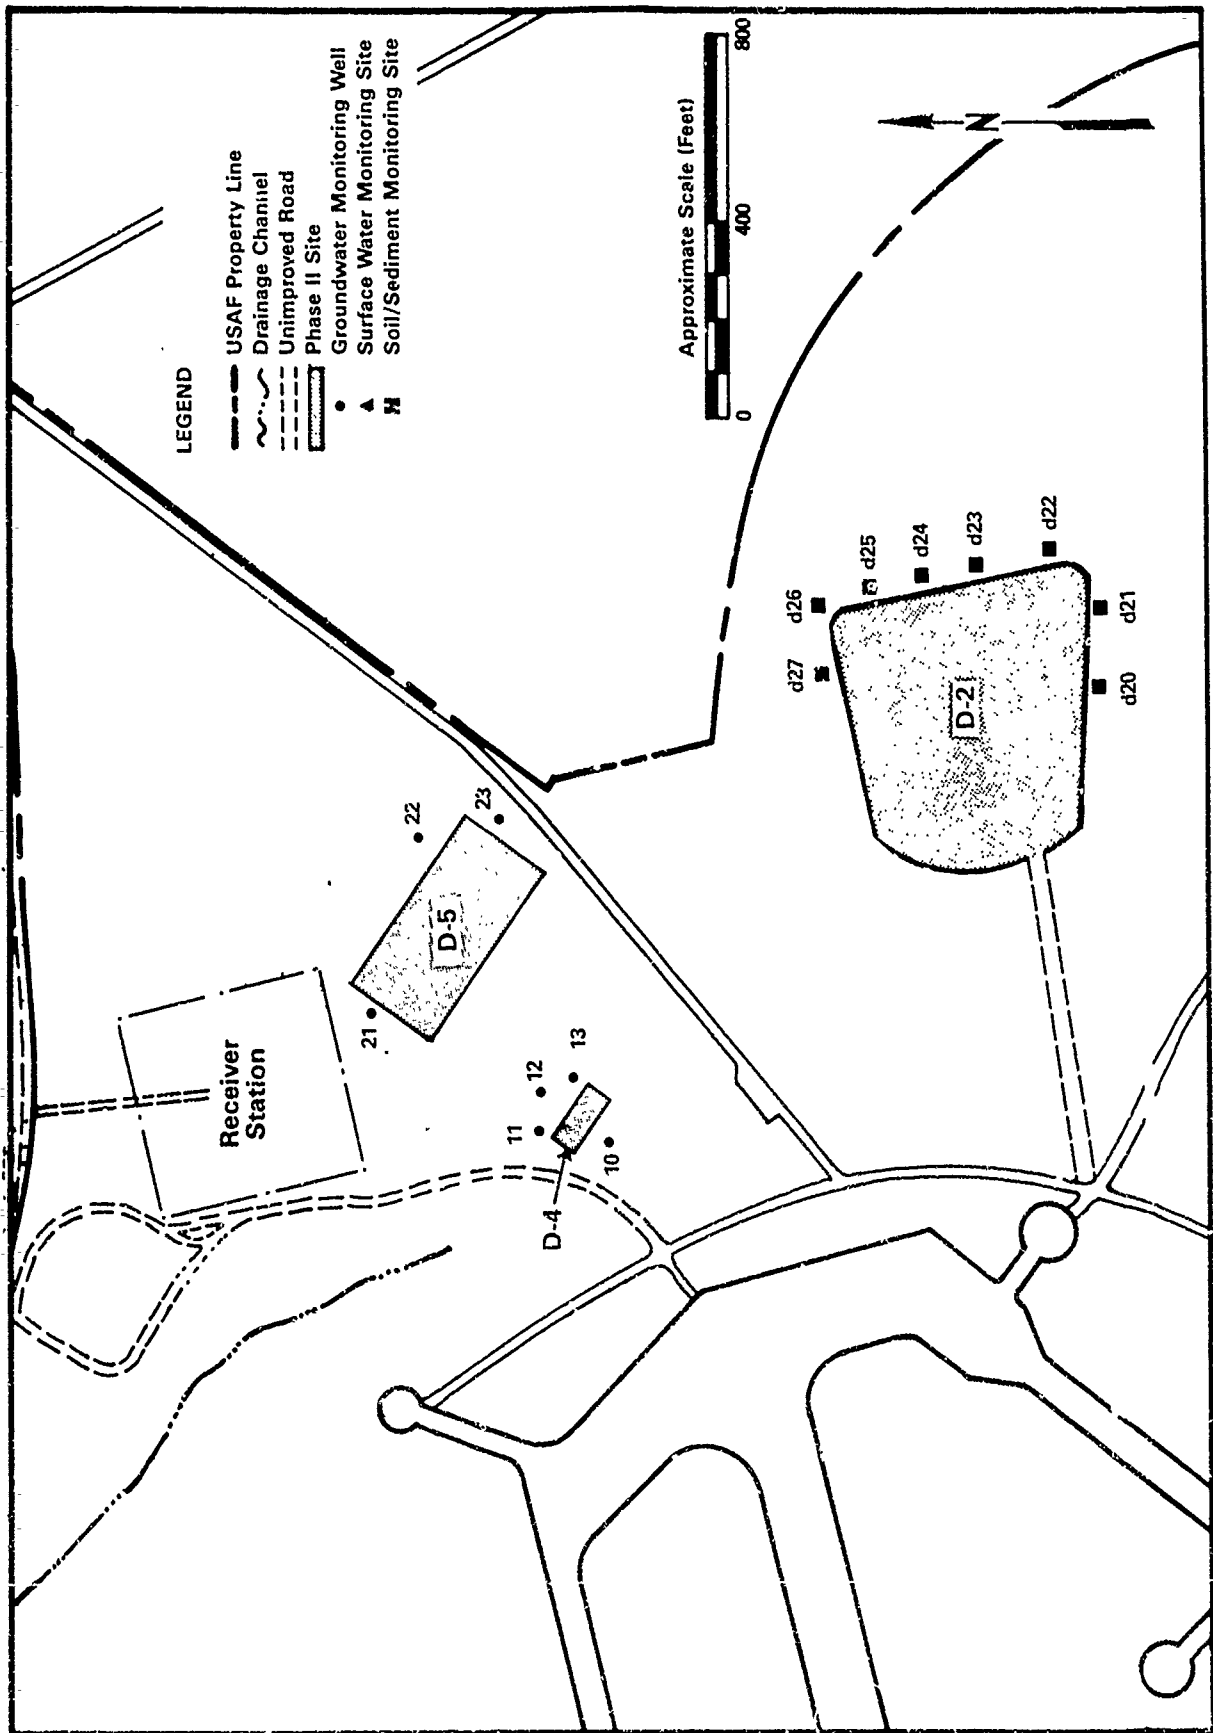 LEGEND
USAF Property Line
Drainage Channel
Unimproved Road
Phase II Site
Groundwater Monitoring Well
Surface Water Monitoring Site
Soil/Sediment Monitoring Site
Receiver
Station
21
22
23
D-5
11
12
13
10
D-4
Approximate Scale (Feet)
0
400
800
N
d27
d26
d25
d24
d23
d22
D-2
d20
d21